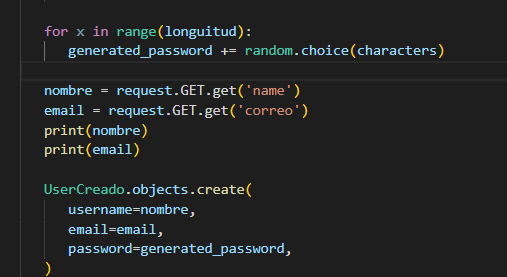 for x in range(longuitud):
generated_password += random.choice(characters)
nombre = request.GET.get('name')
email = request.GET.get('correo')
print(nombre)
print(email)
UserCreado.objects.create(
username=nombre,
email=email,
password=generated_password,
)